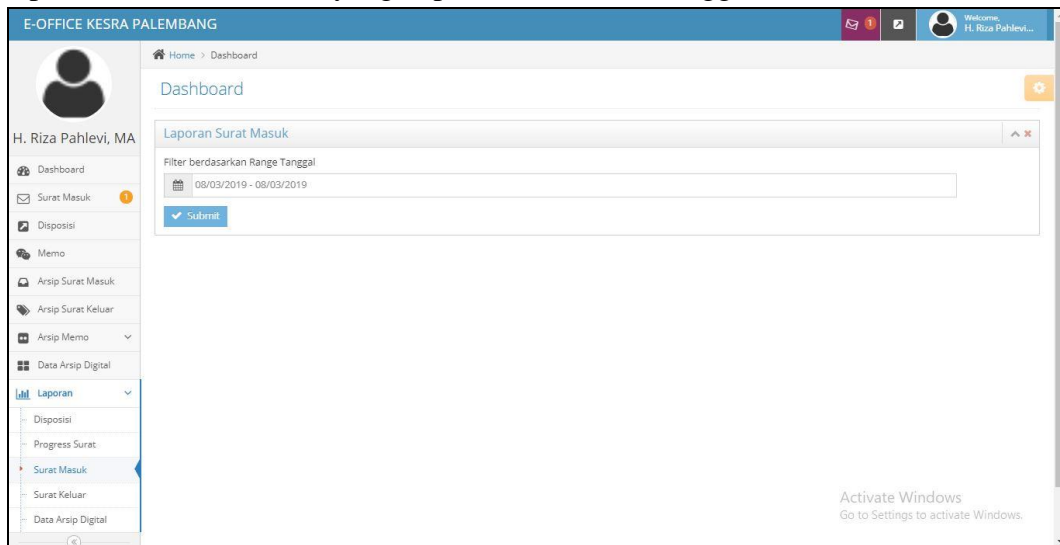 E-OFFICE KESRA PALEMBANG
1
Welcome,
H. Riza Pahlevi...
Home > Dashboard
Dashboard
H. Riza Pahlevi, MA
Dashboard
Surat Masuk 1
Disposisi
Memo
Arsip Surat Masuk
Arsip Surat Keluar
Arsip Memo
Data Arsip Digital
Laporan
Disposisi
Progress Surat
Surat Masuk
Surat Keluar
Data Arsip Digital
Laporan Surat Masuk
Filter berdasarkan Range Tanggal
08/03/2019 - 08/03/2019
Submit
Activate Windows
Go to Settings to activate Windows.